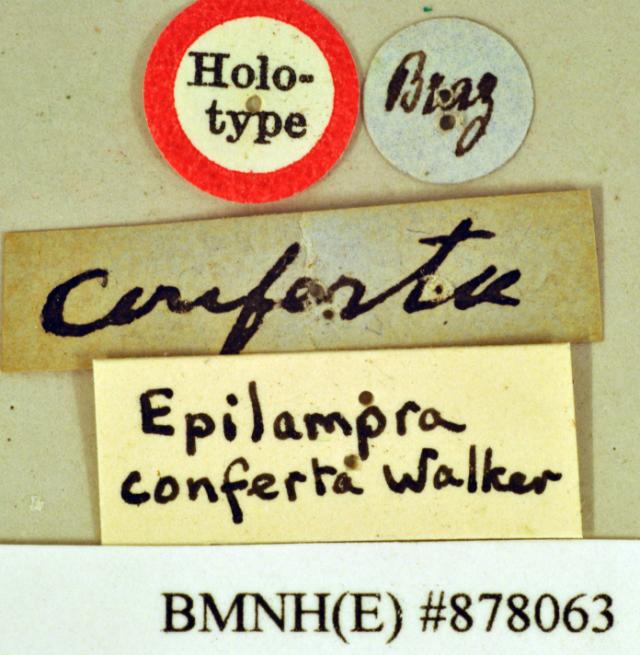 Holo-
type
Braz
conferta
Epilampra
conferta Walker
BMNH(E) #878063